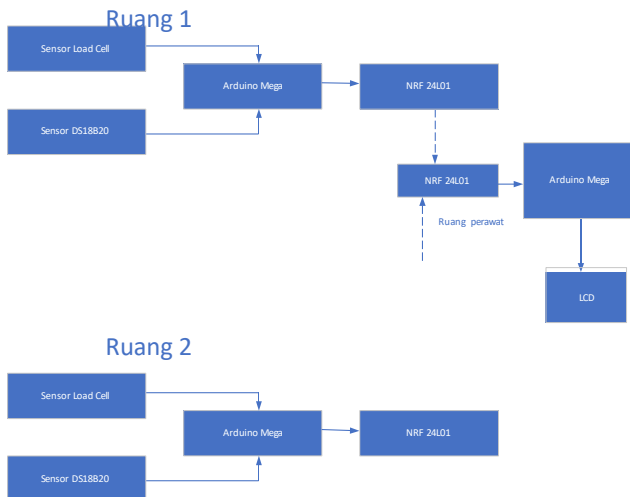 Ruang 1
Sensor Load Cell
Arduino Mega
NRF 24L01
Sensor DS18B20
NRF 24L01
Arduino Mega
Ruang perawat
LCD
Ruang 2
Sensor Load Cell
Arduino Mega
NRF 24L01
Sensor DS18B20